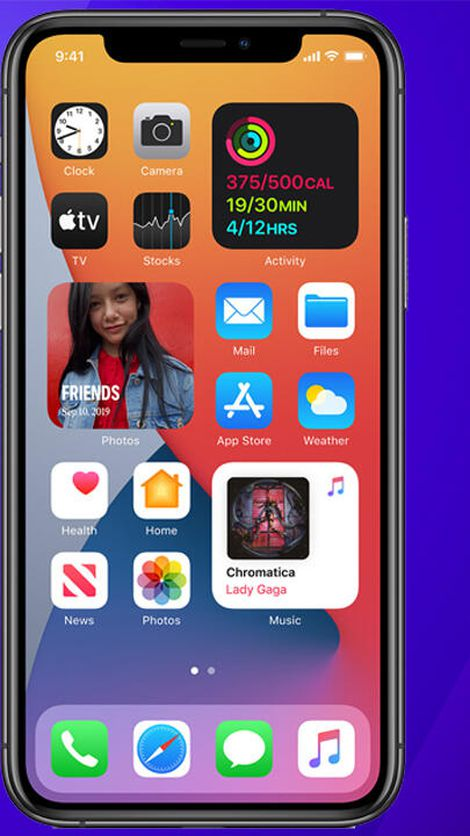 9:41
Clock
Camera
375/500CAL
19/30MIN
4/12HRS
tv
TV
Stocks
Activity
FRIENDS
Sep 10, 2019
Mail
Files
Photos
App Store
Weather
Health
Home
Chromatica
Lady Gaga
News
Photos
Music